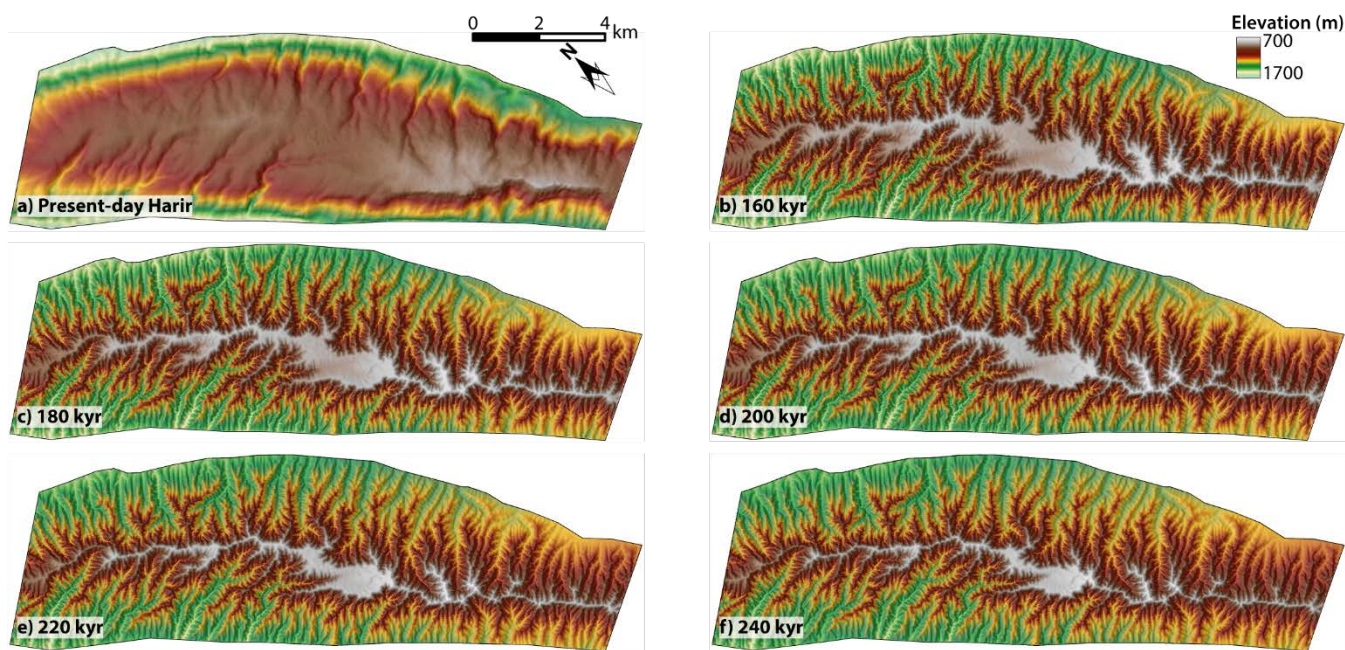 0 2 4
km
N
Elevation (m)
700
1700
a) Present-day Harir
b) 160 kyr
c) 180 kyr
d) 200 kyr
e) 220 kyr
f) 240 kyr